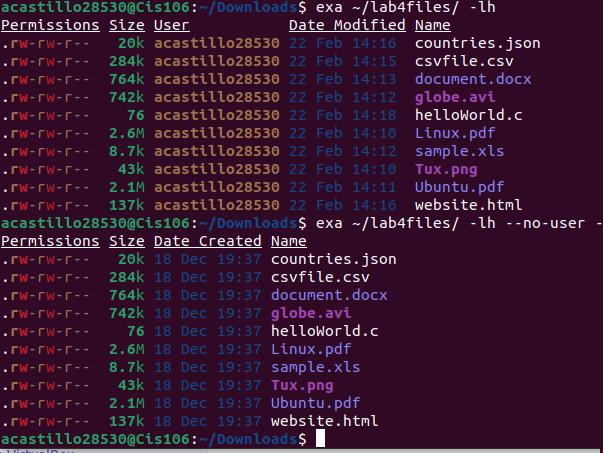 acastillo28530@Cis106:~/Downloads$ exa ~/lab4files/ -lh
Permissions Size User Date Modified Name
.rw-rw-r-- 20k acastillo28530 22 Feb 14:16 countries.json
.rw-rw-r-- 284k acastillo28530 22 Feb 14:15 csvfile.csv
.rw-rw-r-- 764k acastillo28530 22 Feb 14:13 document.docx
.rw-rw-r-- 742k acastillo28530 22 Feb 14:12 globe.avi
.rw-rw-r-- 76 acastillo28530 22 Feb 14:18 helloWorld.c
.rw-rw-r-- 2.6M acastillo28530 22 Feb 14:10 Linux.pdf
.rw-rw-r-- 8.7k acastillo28530 22 Feb 14:12 sample.xls
.rw-rw-r-- 43k acastillo28530 22 Feb 14:10 Tux.png
.rw-rw-r-- 2.1M acastillo28530 22 Feb 14:11 Ubuntu.pdf
.rw-rw-r-- 137k acastillo28530 22 Feb 14:16 website.html
acastillo28530@Cis106:~/Downloads$ exa ~/lab4files/ -lh --no-user -
Permissions Size Date Created Name
.rw-rw-r-- 20k 18 Dec 19:37 countries.json
.rw-rw-r-- 284k 18 Dec 19:37 csvfile.csv
.rw-rw-r-- 764k 18 Dec 19:37 document.docx
.rw-rw-r-- 742k 18 Dec 19:37 globe.avi
.rw-rw-r-- 76 18 Dec 19:37 helloWorld.c
.rw-rw-r-- 2.6M 18 Dec 19:37 Linux.pdf
.rw-rw-r-- 8.7k 18 Dec 19:37 sample.xls
.rw-rw-r-- 43k 18 Dec 19:37 Tux.png
.rw-rw-r-- 2.1M 18 Dec 19:37 Ubuntu.pdf
.rw-rw-r-- 137k 18 Dec 19:37 website.html
acastillo28530@Cis106:~/Downloads$